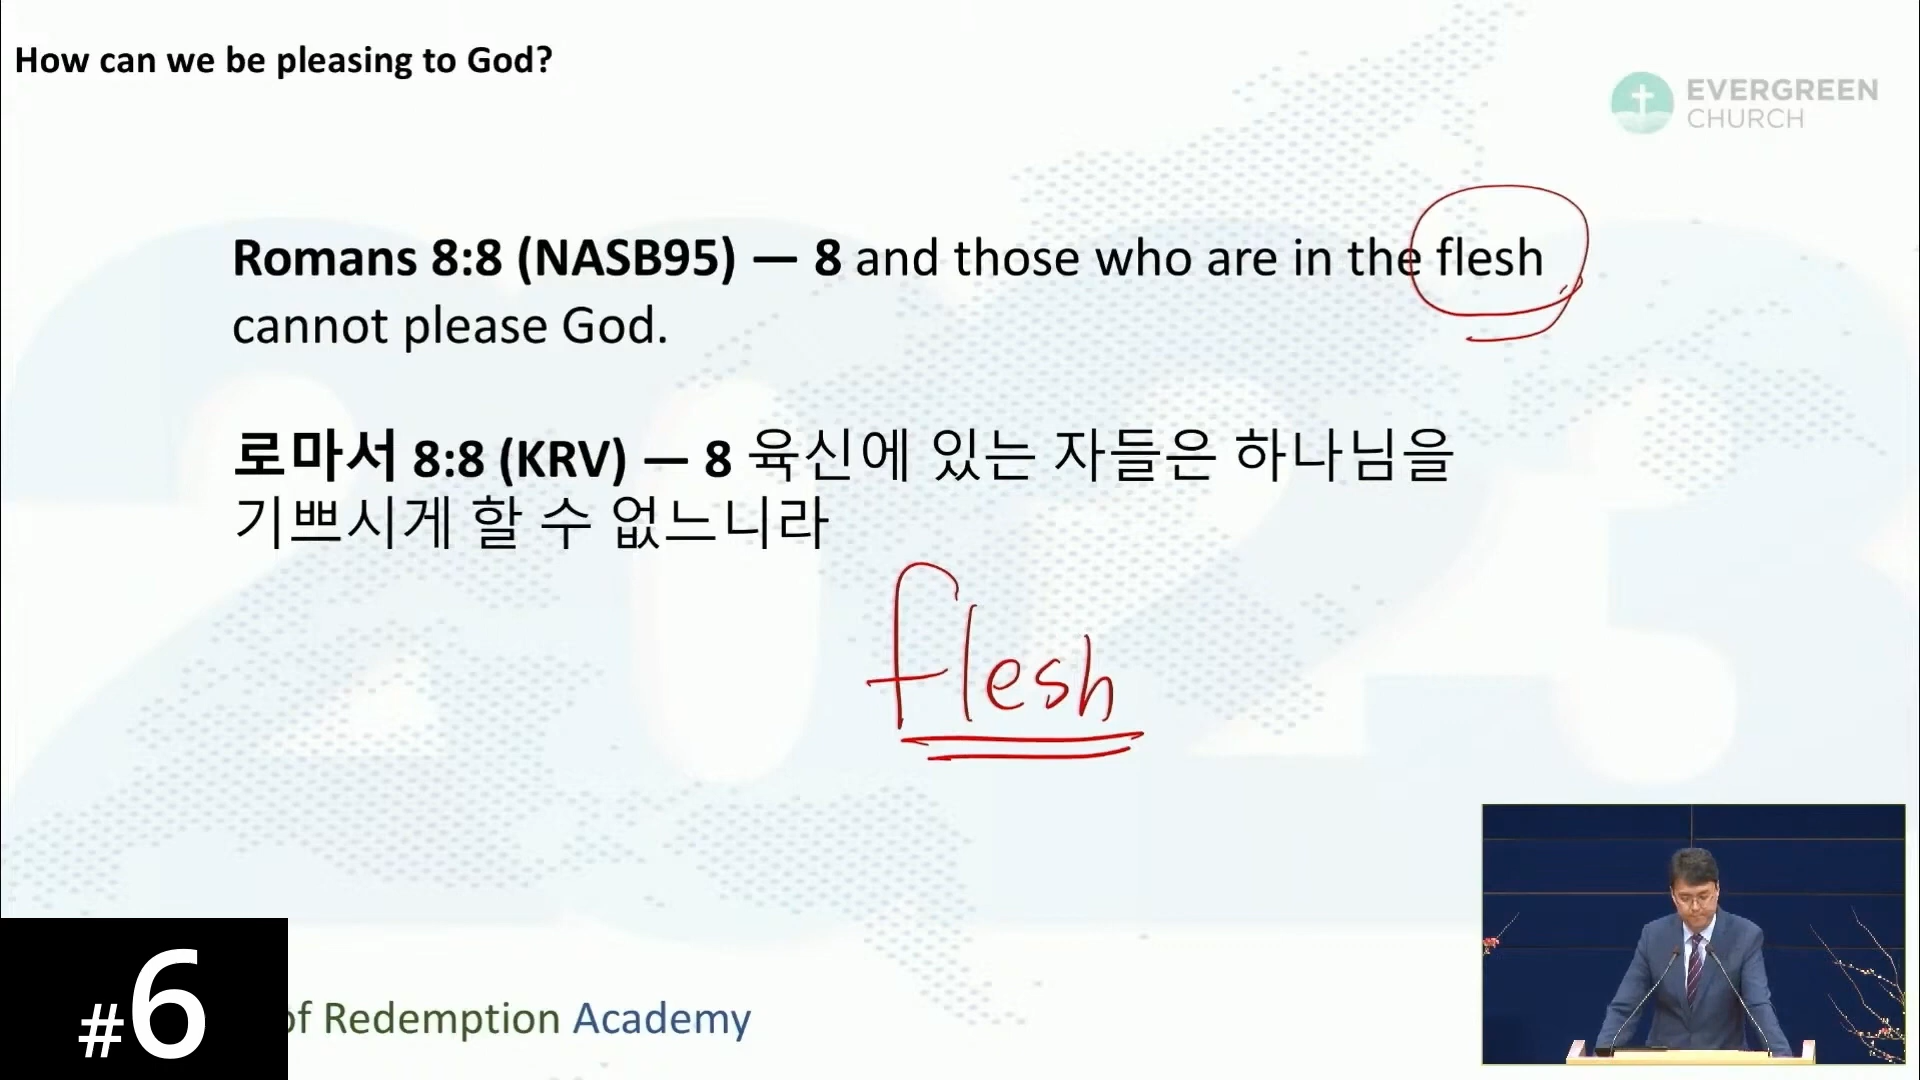 How can we be pleasing to God?
EVERGREEN
CHURCH
Romans 8:8 (NASB95) — 8 and those who are in the flesh
cannot please God.
로마서 8:8 (KRV) — 8 육신에 있는 자들은 하나님을
기쁘시게 할 수 없느니라
flesh
#6
of Redemption Academy